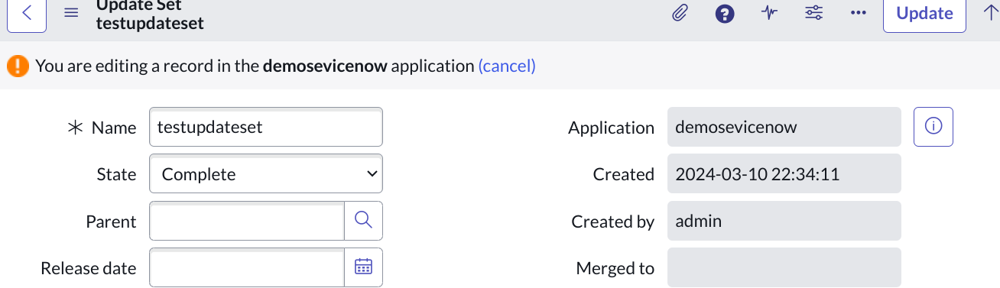 Update Set
testupdateset
Update
You are editing a record in the demosevicenow application (cancel)
Name testupdateset
Application demosevicenow
State Complete
Created 2024-03-10 22:34:11
Parent
Created by admin
Release date
Merged to